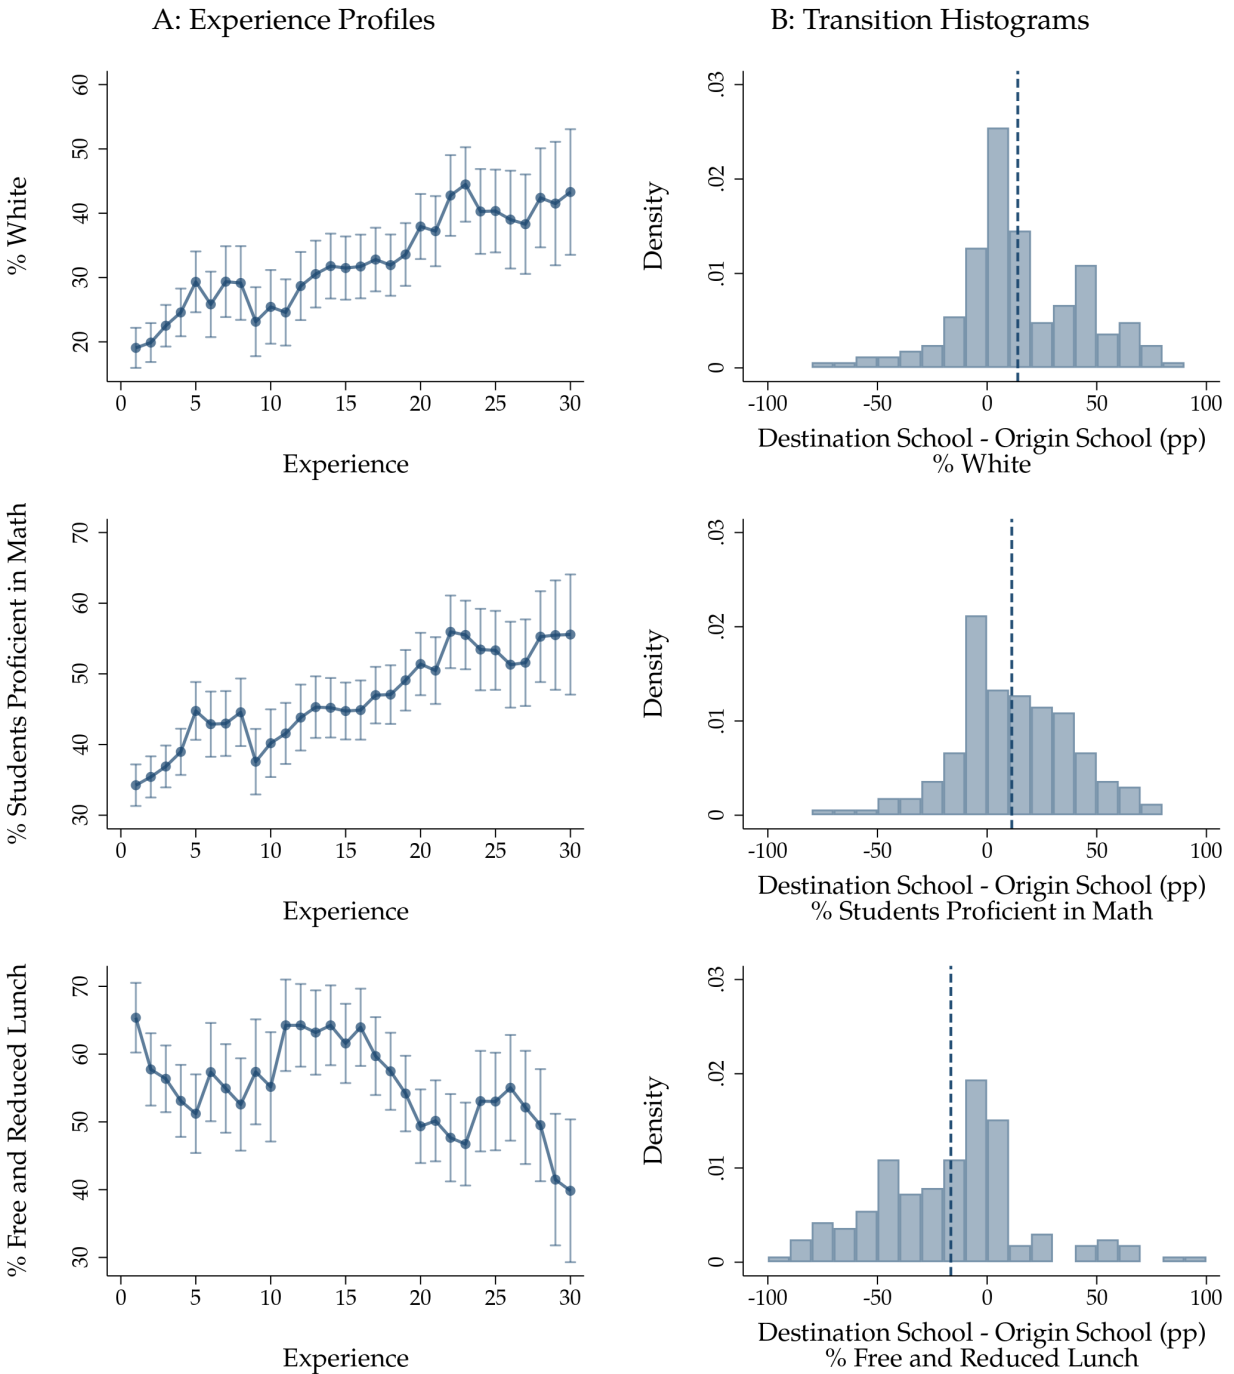 A: Experience Profiles
B: Transition Histograms
% White
60
50
40
30
20
0 5 10 15 20 25 30
Experience
Density
.03
.02
.01
0
-100 -50 0 50 100
Destination School - Origin School (pp)
% White
% Students Proficient in Math
70
60
50
40
30
0 5 10 15 20 25 30
Experience
Density
.03
.02
.01
0
-100 -50 0 50 100
Destination School - Origin School (pp)
% Students Proficient in Math
% Free and Reduced Lunch
70
60
50
40
30
0 5 10 15 20 25 30
Experience
Density
.03
.02
.01
0
-100 -50 0 50 100
Destination School - Origin School (pp)
% Free and Reduced Lunch